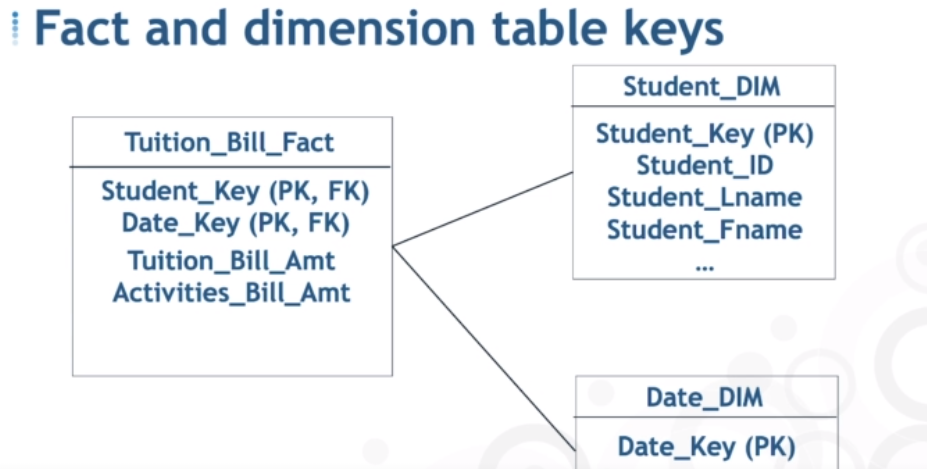 Fact and dimension table keys
Tuition_Bill_Fact
Student_Key (PK, FK)
Date_Key (PK, FK)
Tuition_Bill_Amt
Activities_Bill_Amt
Student_DIM
Student_Key (PK)
Student_ID
Student_Lname
Student_Fname
...
Date_DIM
Date_Key (PK)